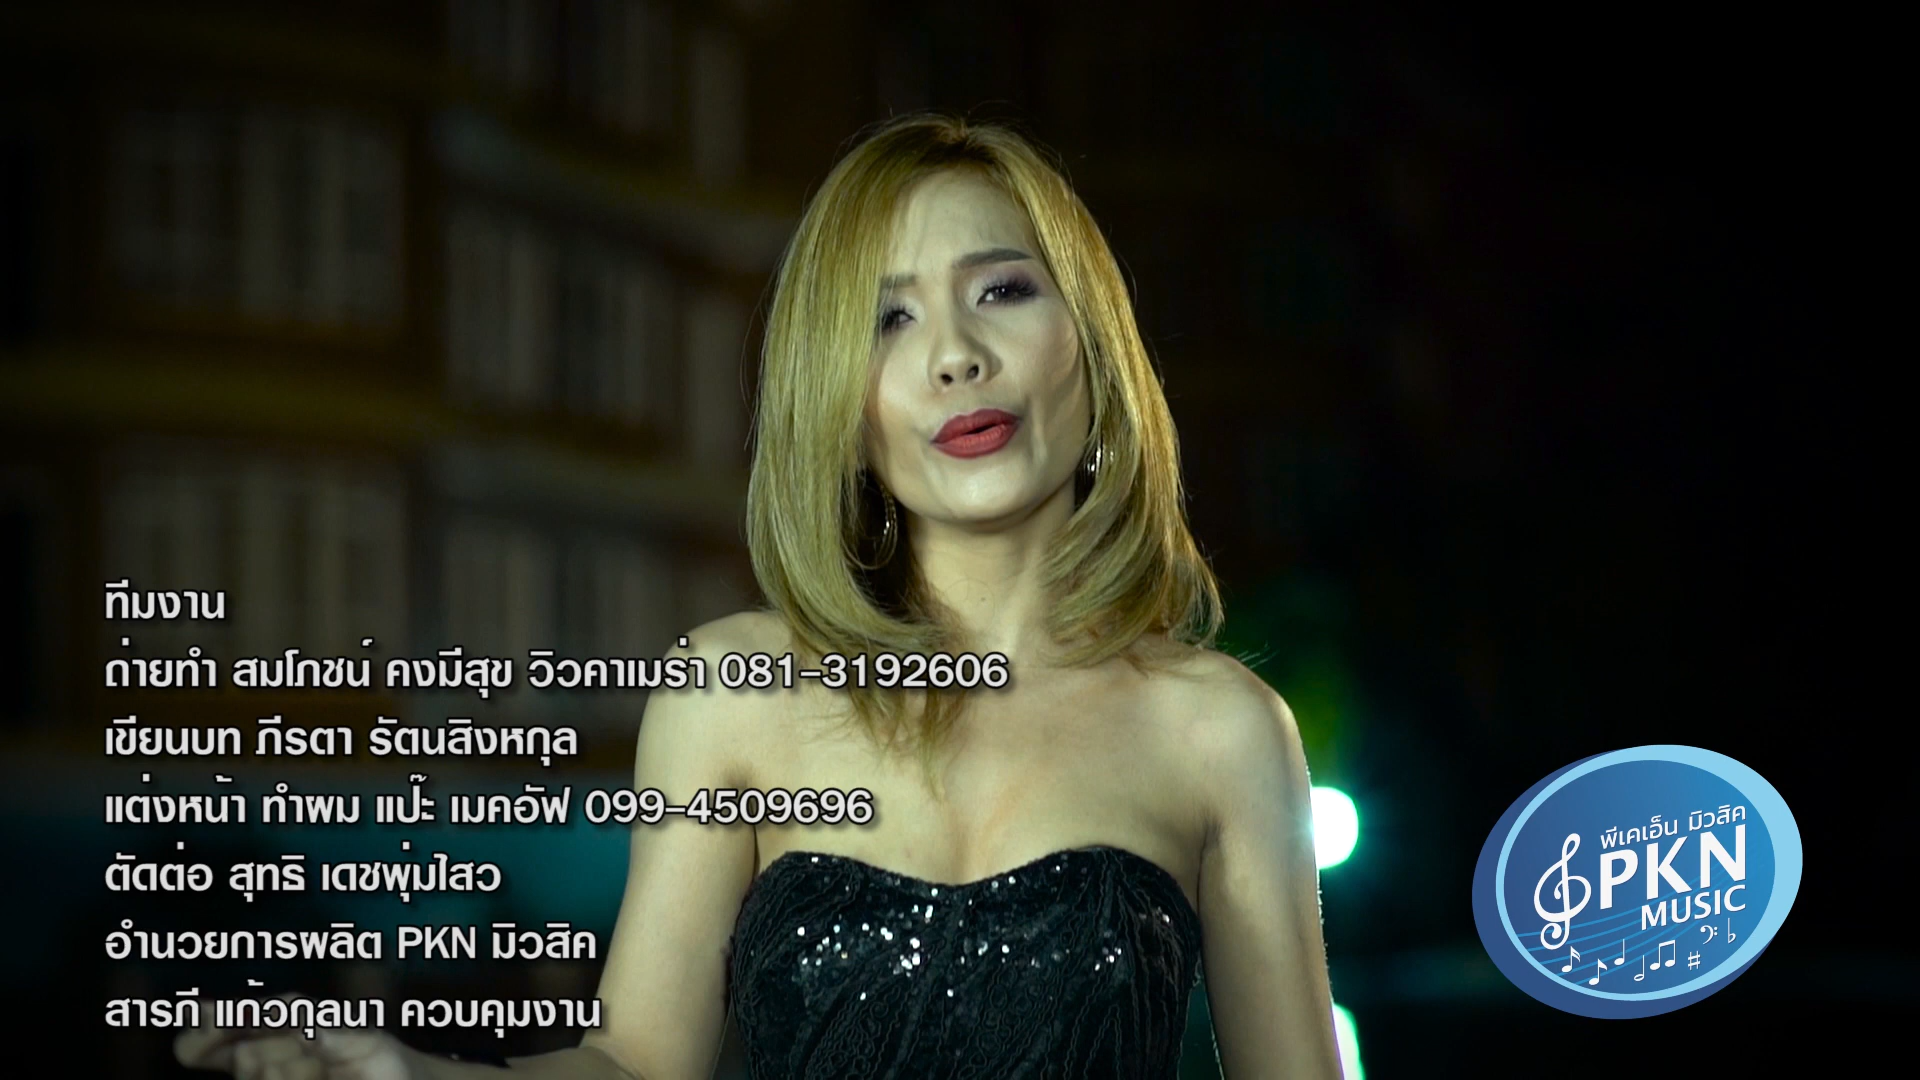 ทีมงาน
ถ่ายทำ สมโภชน์ คงมีสุข วิวคาเมร่า 081-3192606
เขียนบท ภีรตา รัตนสิงหกุล
แต่งหน้า ทำผม แป๊ะ เมคอัฟ 099-4509696
ตัดต่อ สุทธิ เดชพุ่มไสว
อำนวยการผลิต PKN มิวสิค
สารภี แก้วกุลนา ควบคุมงาน
พีเคเอ็น มิวสิค
PKN
MUSIC